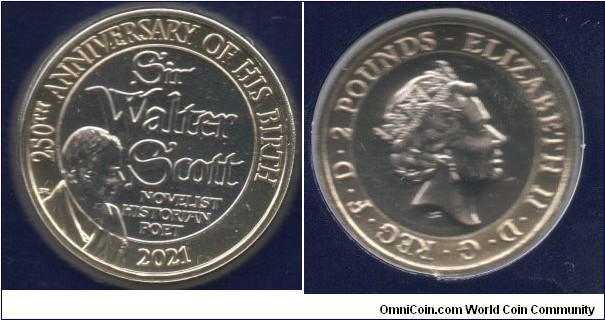 250TH ANNIVERSARY OF HIS BIRTH
Sir
Walter
Scott
NOVELIST
HISTORIAN
POET
2021
ELIZABETH II · D · G · REG · F · D · 2 POUNDS ·
OmniCoin.com World Coin Community